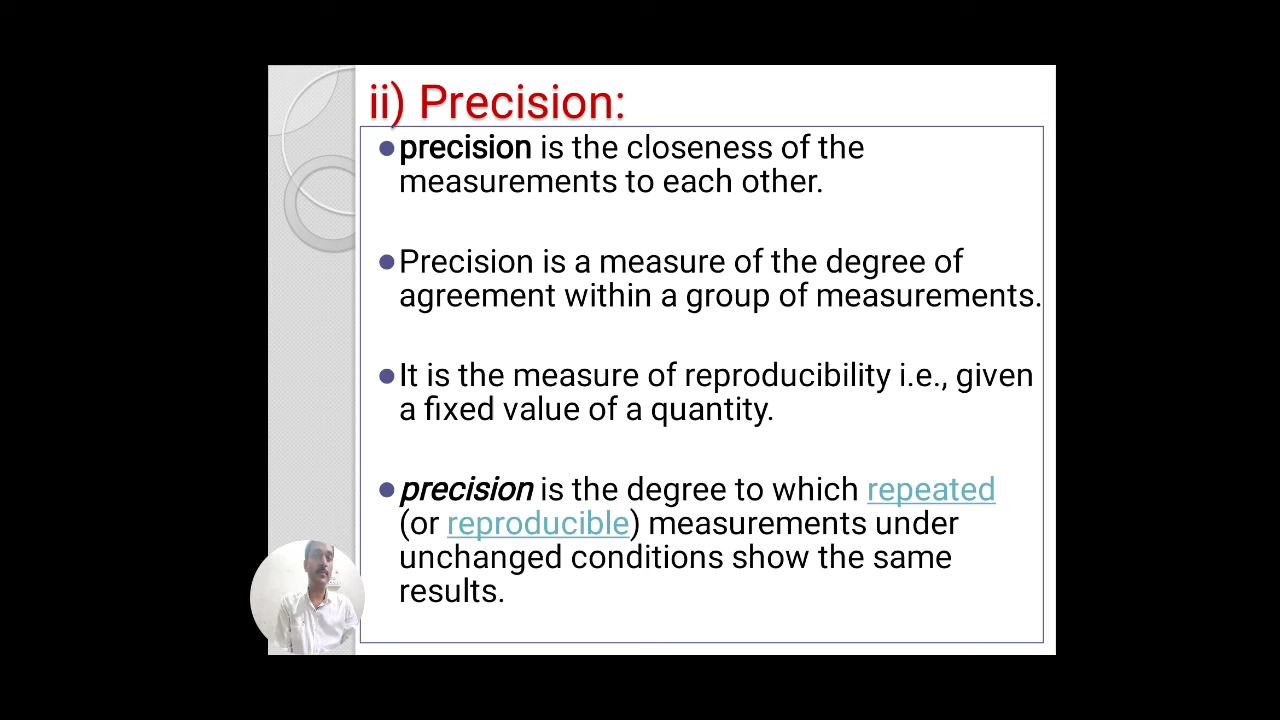 ii) Precision:
precision is the closeness of the
measurements to each other.
Precision is a measure of the degree of
agreement within a group of measurements.
It is the measure of reproducibility i.e., given
a fixed value of a quantity.
precision is the degree to which repeated
(or reproducible) measurements under
unchanged conditions show the same
results.